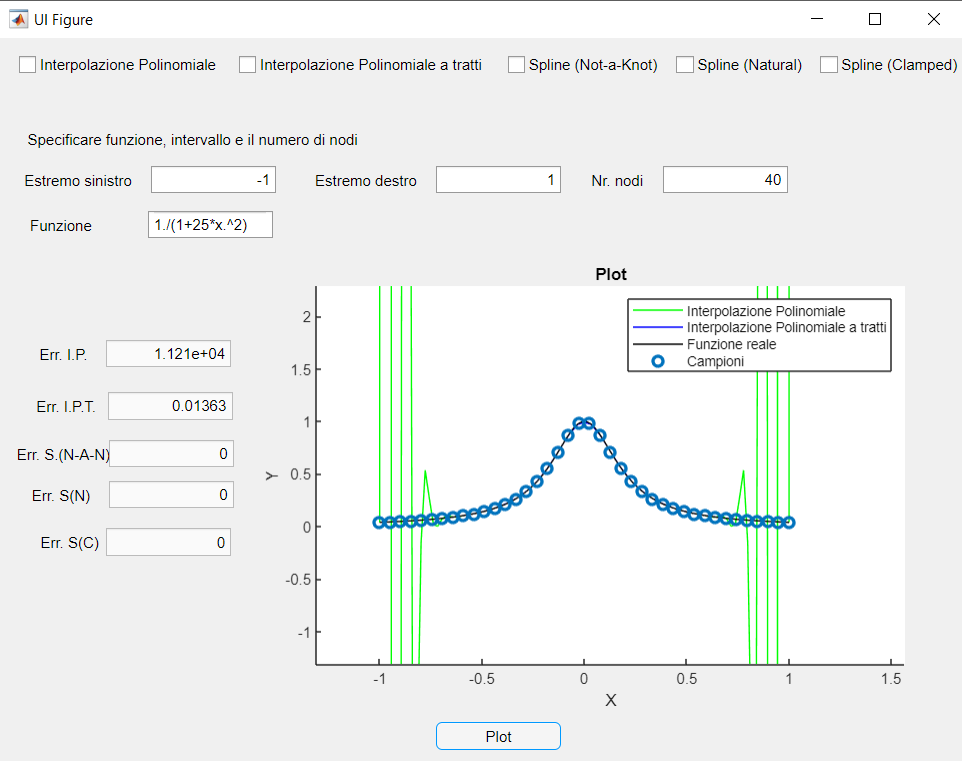 UI Figure
Interpolazione Polinomiale
Interpolazione Polinomiale a tratti
Spline (Not-a-Knot)
Spline (Natural)
Spline (Clamped)
Specificare funzione, intervallo e il numero di nodi
Estremo sinistro -1
Estremo destro 1
Nr. nodi 40
Funzione 1./(1+25*x.^2)
Err. I.P. 1.121e+04
Err. I.P.T. 0.01363
Err. S.(N-A-N) 0
Err. S(N) 0
Err. S(C) 0
Plot
Interpolazione Polinomiale
Interpolazione Polinomiale a tratti
Funzione reale
Campioni
2
1.5
1
0.5
0
-0.5
-1
Y
-1 -0.5 0 0.5 1 1.5
X
Plot